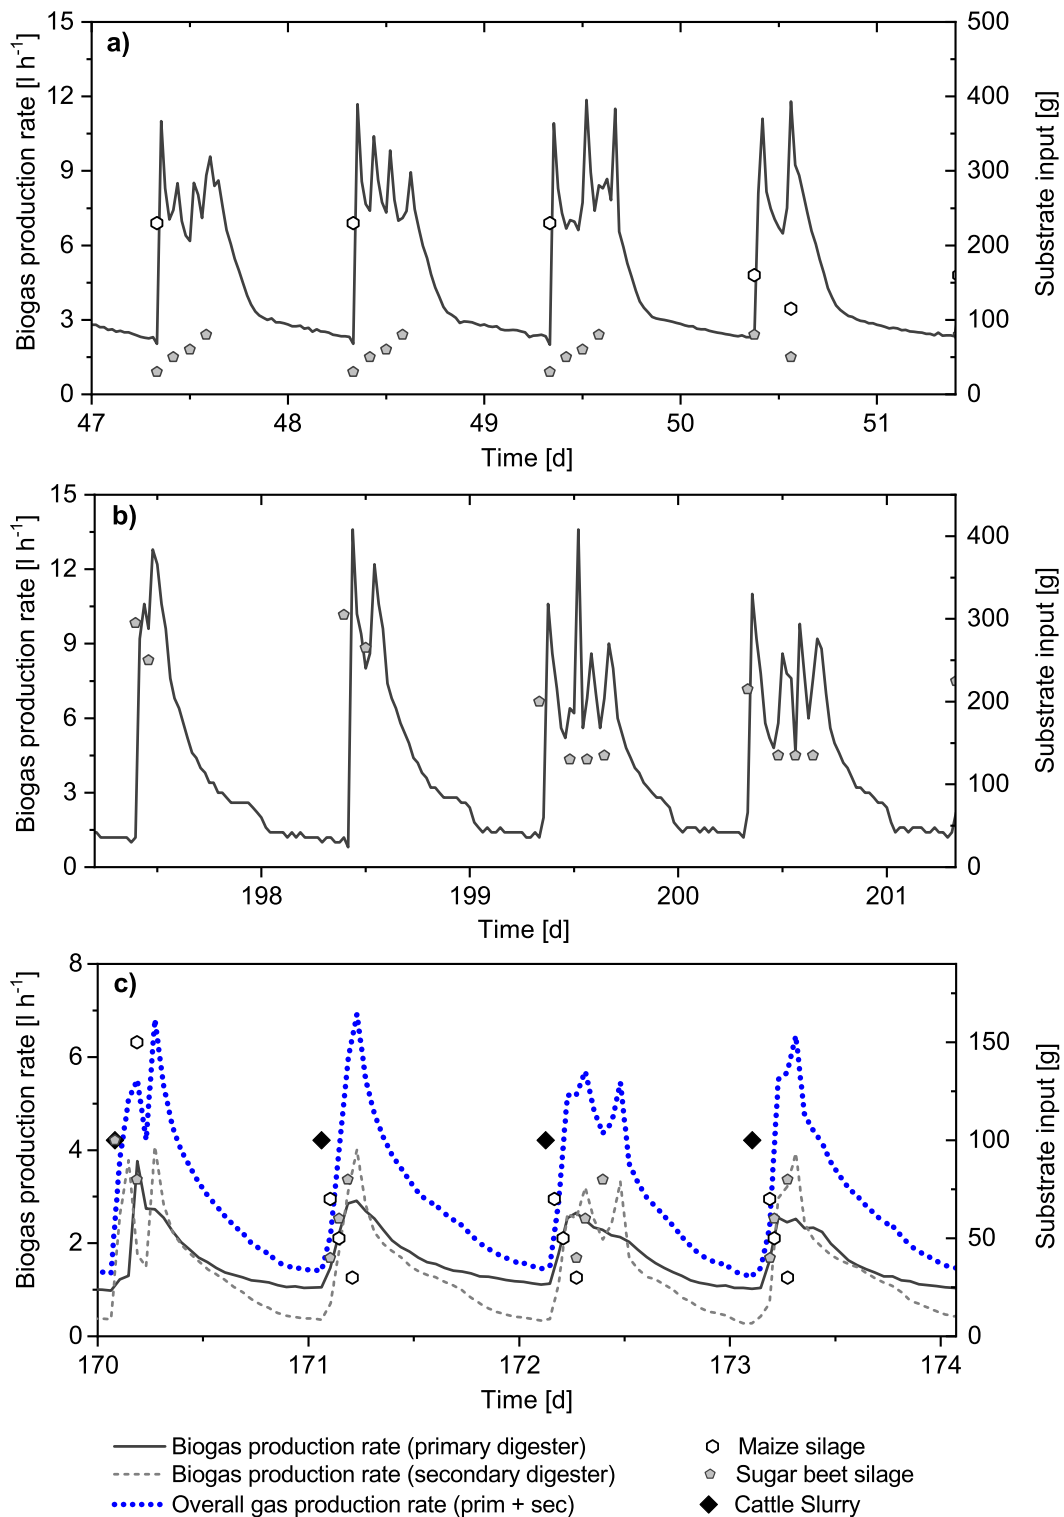 a)
Biogas production rate [l h⁻¹]
15
12
9
6
3
0
500
400
300
200
100
0
Substrate input [g]
47 48 49 50 51
Time [d]
b)
Biogas production rate [l h⁻¹]
15
12
9
6
3
0
400
300
200
100
0
Substrate input [g]
198 199 200 201
Time [d]
c)
Biogas production rate [l h⁻¹]
8
6
4
2
0
150
100
50
0
Substrate input [g]
170 171 172 173 174
Time [d]
Biogas production rate (primary digester)
Biogas production rate (secondary digester)
Overall gas production rate (prim + sec)
Maize silage
Sugar beet silage
Cattle Slurry